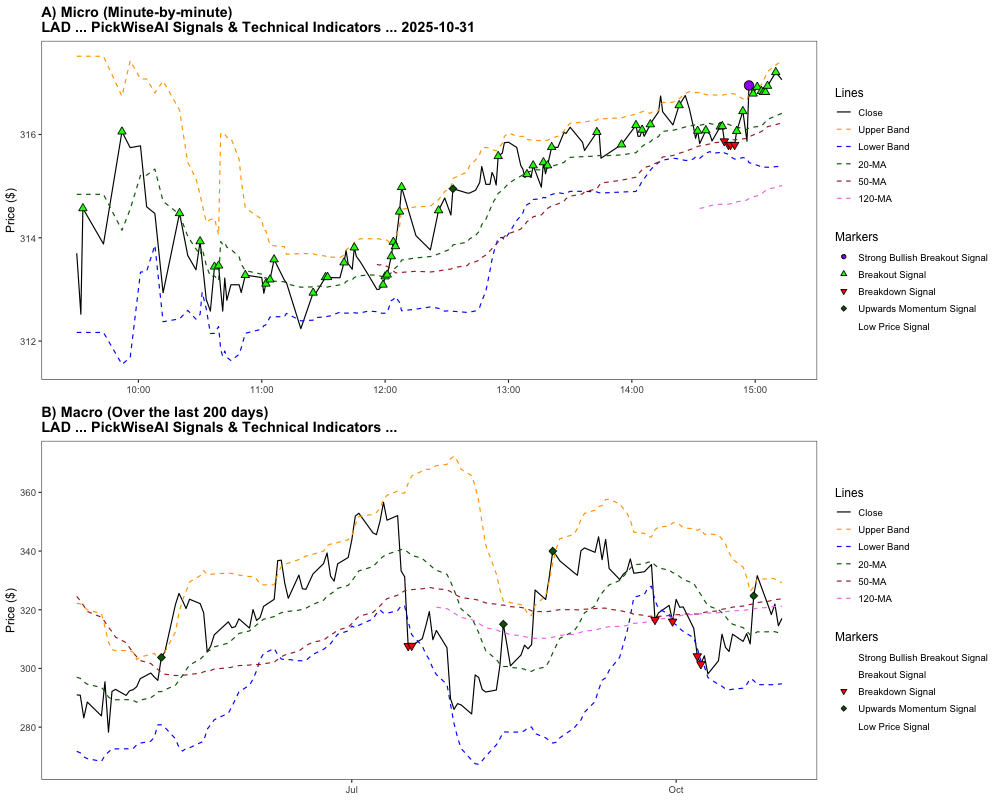 A) Micro (Minute-by-minute)
LAD ... PickWiseAI Signals & Technical Indicators ... 2025-10-31
Price ($)
316
314
312
10:00
11:00
12:00
13:00
14:00
15:00
Lines
Close
Upper Band
Lower Band
20-MA
50-MA
120-MA
Markers
Strong Bullish Breakout Signal
Breakout Signal
Breakdown Signal
Upwards Momentum Signal
Low Price Signal
B) Macro (Over the last 200 days)
LAD ... PickWiseAI Signals & Technical Indicators ...
Price ($)
360
340
320
300
280
Jul
Oct
Lines
Close
Upper Band
Lower Band
20-MA
50-MA
120-MA
Markers
Strong Bullish Breakout Signal
Breakout Signal
Breakdown Signal
Upwards Momentum Signal
Low Price Signal